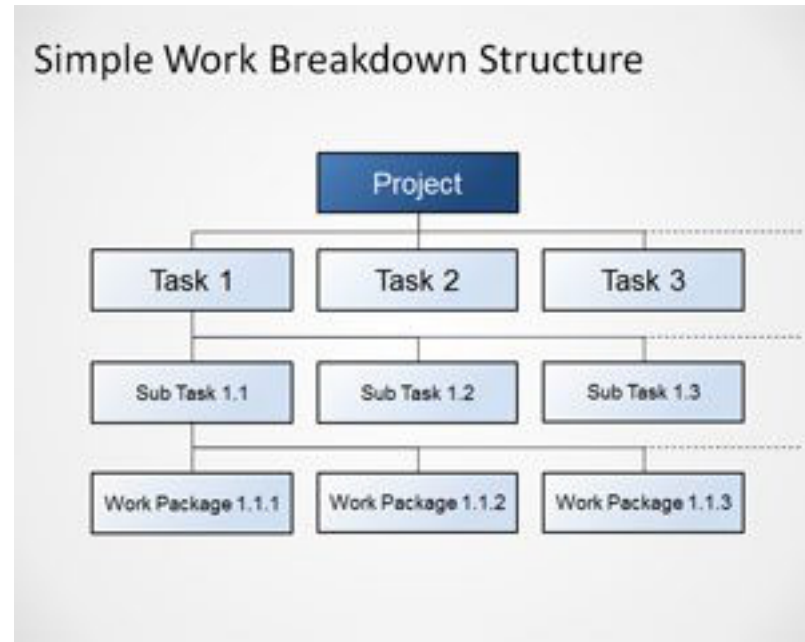 Simple Work Breakdown Structure
Project
Task 1
Task 2
Task 3
Sub Task 1.1
Sub Task 1.2
Sub Task 1.3
Work Package 1.1.1
Work Package 1.1.2
Work Package 1.1.3